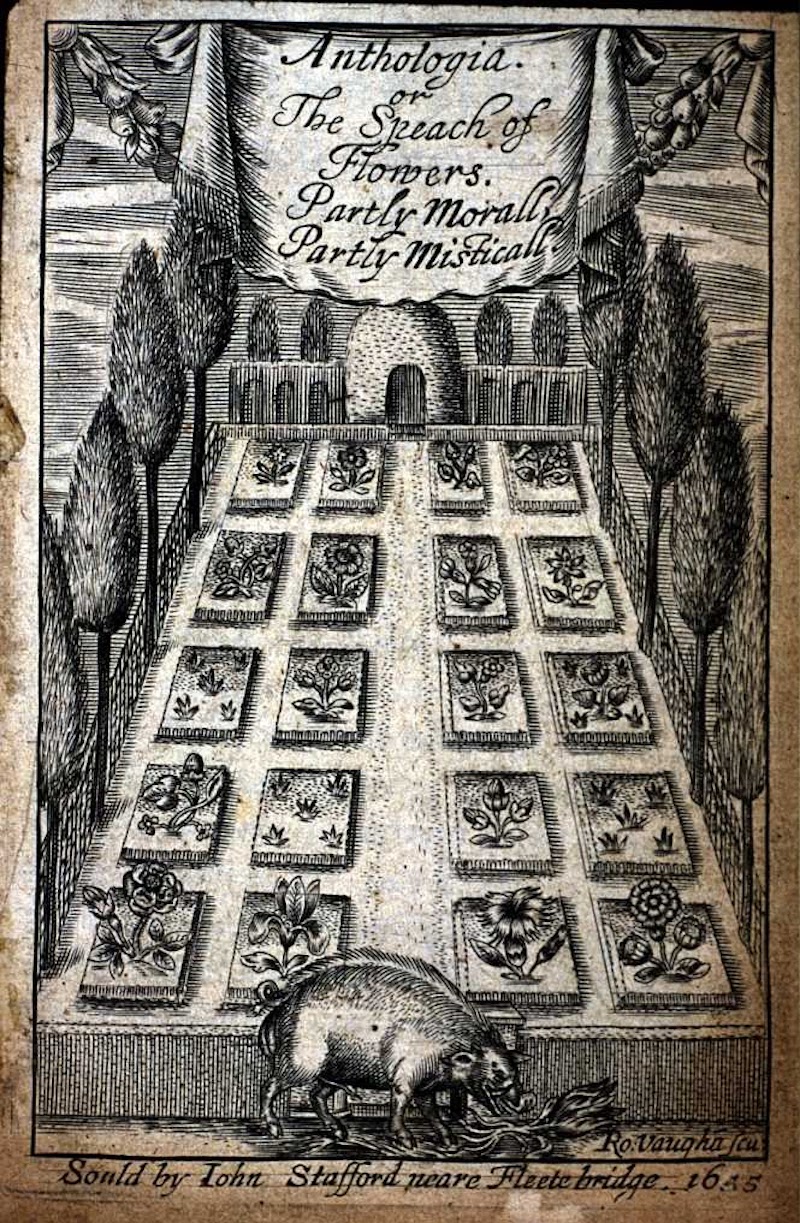 Anthologia.
or
The Speach of
Flowers.
Partly Morall,
Partly Misticall.
Ro. Vaughā scu
Sould by Iohn Stafford neare Fleete bridge. 1655